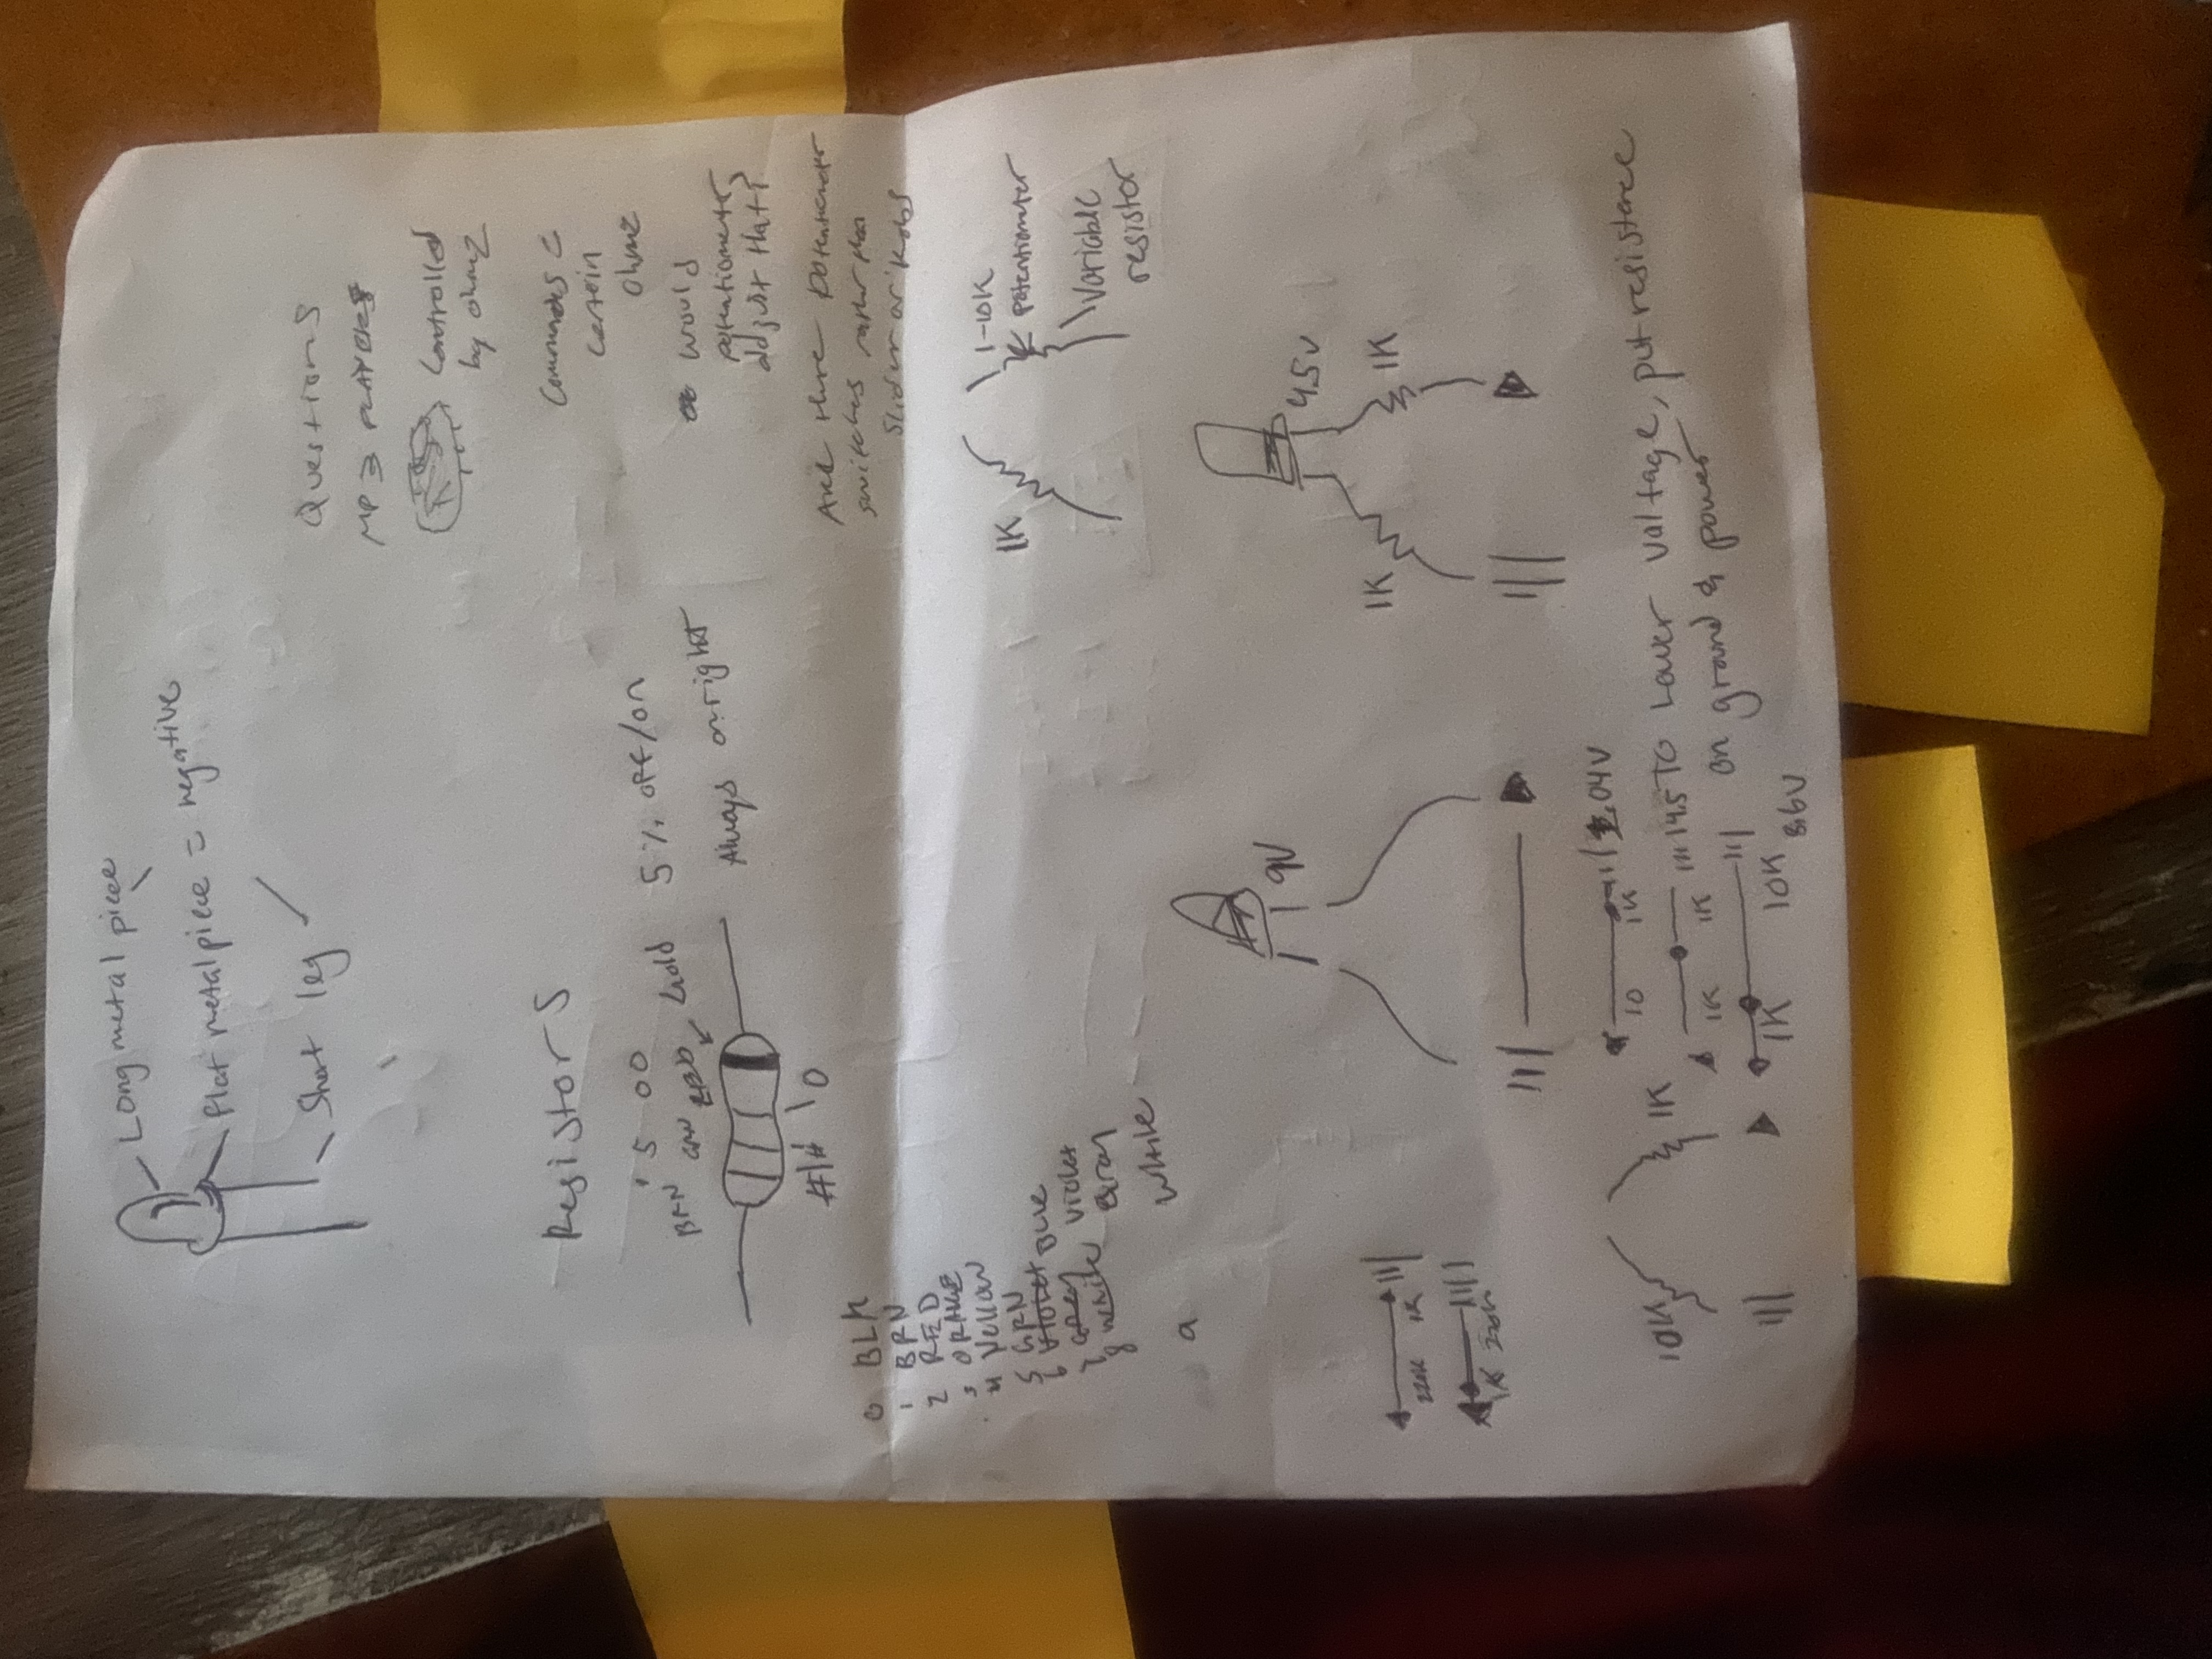 Long metal piece
flat metal piece = negative
Short leg
Questions
MP3 PLAYERS
Controlled
by ohmz
Commands @
certain
ohmz
would
potentiometer
adjust that?
Are there potentiometer
switches rather than
Slider or knobs
Resistors
1 5 00
BRN GRN RED Gold 5% off/on
Always on right
#1# \ 0
0 BLK
1 BRN
2 RED
3 ORANGE
4 Yellow
5 GRN
6 Violet Blue
7 Grey Violet
8 White Gray
9 White
1K
1-10K
Potentiometer
Variable
resistor
9V
4.5V
1K 1K
220K 1K
1K 220K
10K 1K
10 1K .04V
1K 1K 4.5
1K 10K 8.6V
To Lower Voltage, put resistence
on ground & power